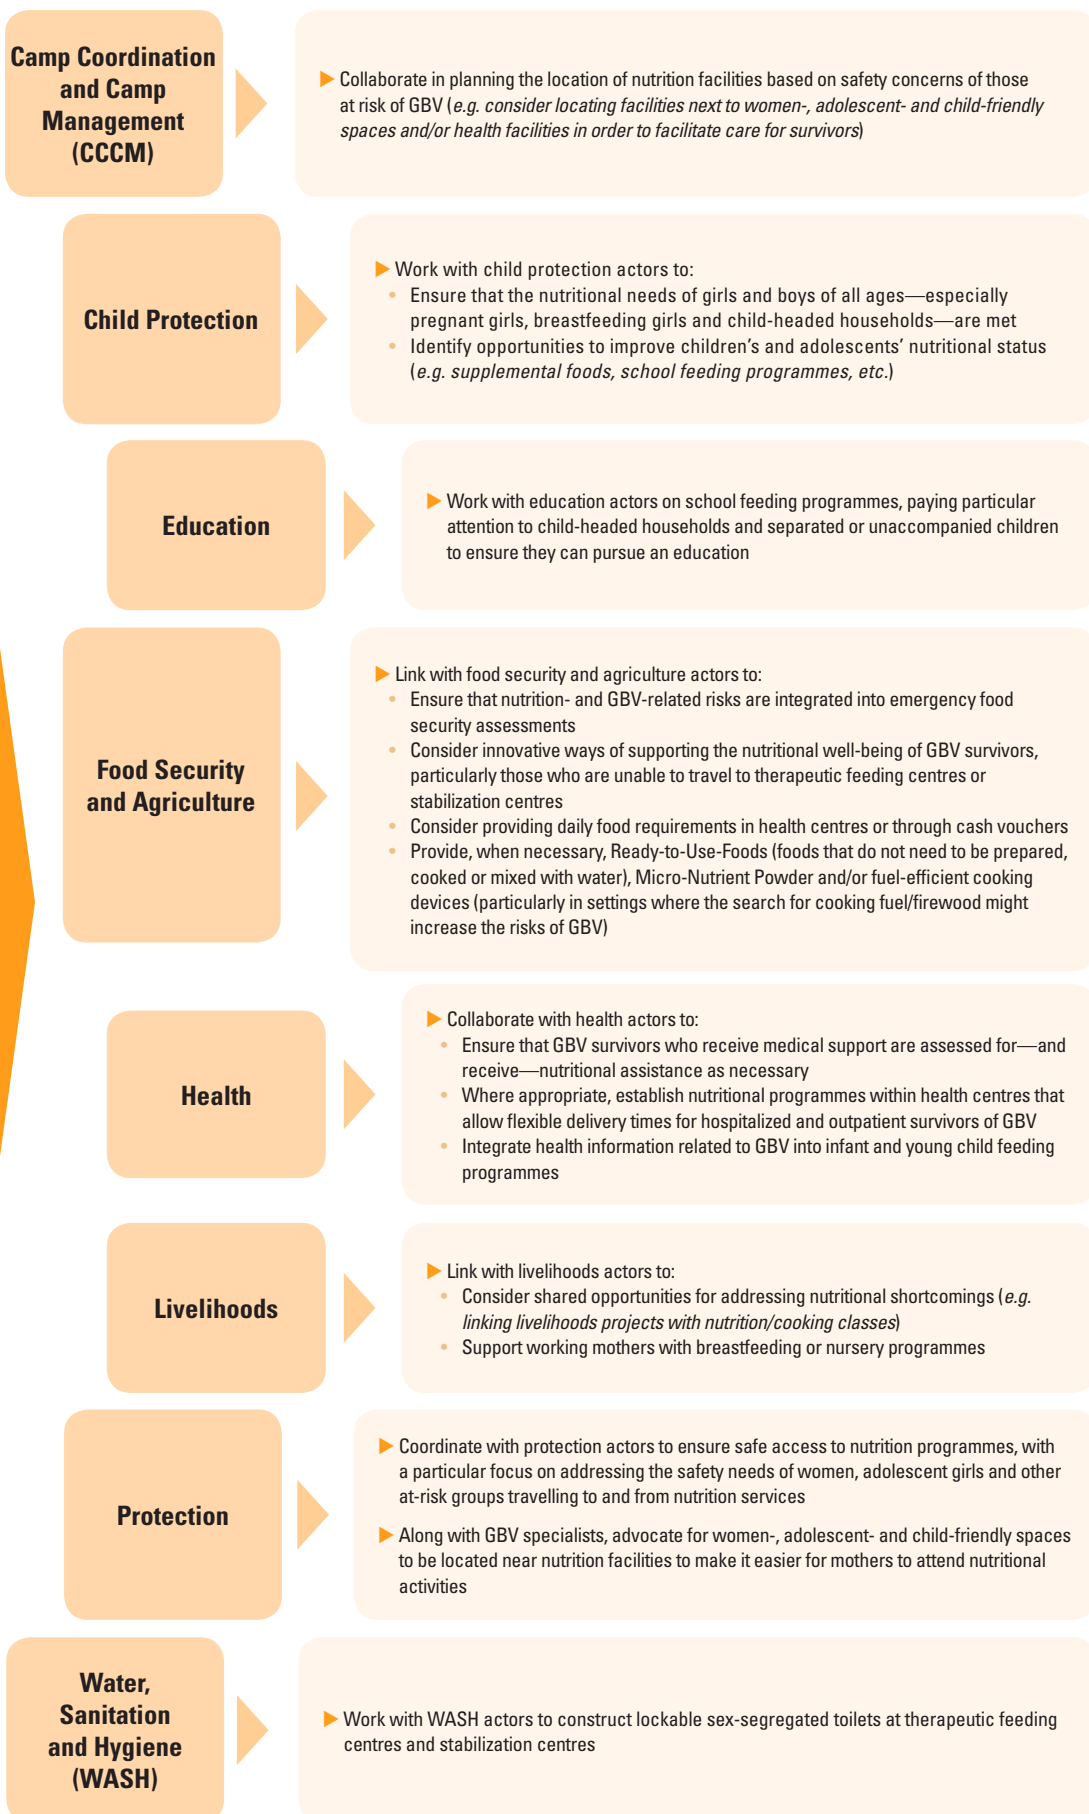 Camp Coordination
and Camp
Management
(CCCM)
▶ Collaborate in planning the location of nutrition facilities based on safety concerns of those
at risk of GBV (e.g. consider locating facilities next to women-, adolescent- and child-friendly
spaces and/or health facilities in order to facilitate care for survivors)
Child Protection
▶ Work with child protection actors to:
• Ensure that the nutritional needs of girls and boys of all ages—especially
pregnant girls, breastfeeding girls and child-headed households—are met
• Identify opportunities to improve children's and adolescents' nutritional status
(e.g. supplemental foods, school feeding programmes, etc.)
Education
▶ Work with education actors on school feeding programmes, paying particular
attention to child-headed households and separated or unaccompanied children
to ensure they can pursue an education
Food Security
and Agriculture
▶ Link with food security and agriculture actors to:
• Ensure that nutrition- and GBV-related risks are integrated into emergency food
security assessments
• Consider innovative ways of supporting the nutritional well-being of GBV survivors,
particularly those who are unable to travel to therapeutic feeding centres or
stabilization centres
• Consider providing daily food requirements in health centres or through cash vouchers
• Provide, when necessary, Ready-to-Use-Foods (foods that do not need to be prepared,
cooked or mixed with water), Micro-Nutrient Powder and/or fuel-efficient cooking
devices (particularly in settings where the search for cooking fuel/firewood might
increase the risks of GBV)
Health
▶ Collaborate with health actors to:
• Ensure that GBV survivors who receive medical support are assessed for—and
receive—nutritional assistance as necessary
• Where appropriate, establish nutritional programmes within health centres that
allow flexible delivery times for hospitalized and outpatient survivors of GBV
• Integrate health information related to GBV into infant and young child feeding
programmes
Livelihoods
▶ Link with livelihoods actors to:
• Consider shared opportunities for addressing nutritional shortcomings (e.g.
linking livelihoods projects with nutrition/cooking classes)
• Support working mothers with breastfeeding or nursery programmes
Protection
▶ Coordinate with protection actors to ensure safe access to nutrition programmes, with
a particular focus on addressing the safety needs of women, adolescent girls and other
at-risk groups travelling to and from nutrition services
▶ Along with GBV specialists, advocate for women-, adolescent- and child-friendly spaces
to be located near nutrition facilities to make it easier for mothers to attend nutritional
activities
Water,
Sanitation
and Hygiene
(WASH)
▶ Work with WASH actors to construct lockable sex-segregated toilets at therapeutic feeding
centres and stabilization centres